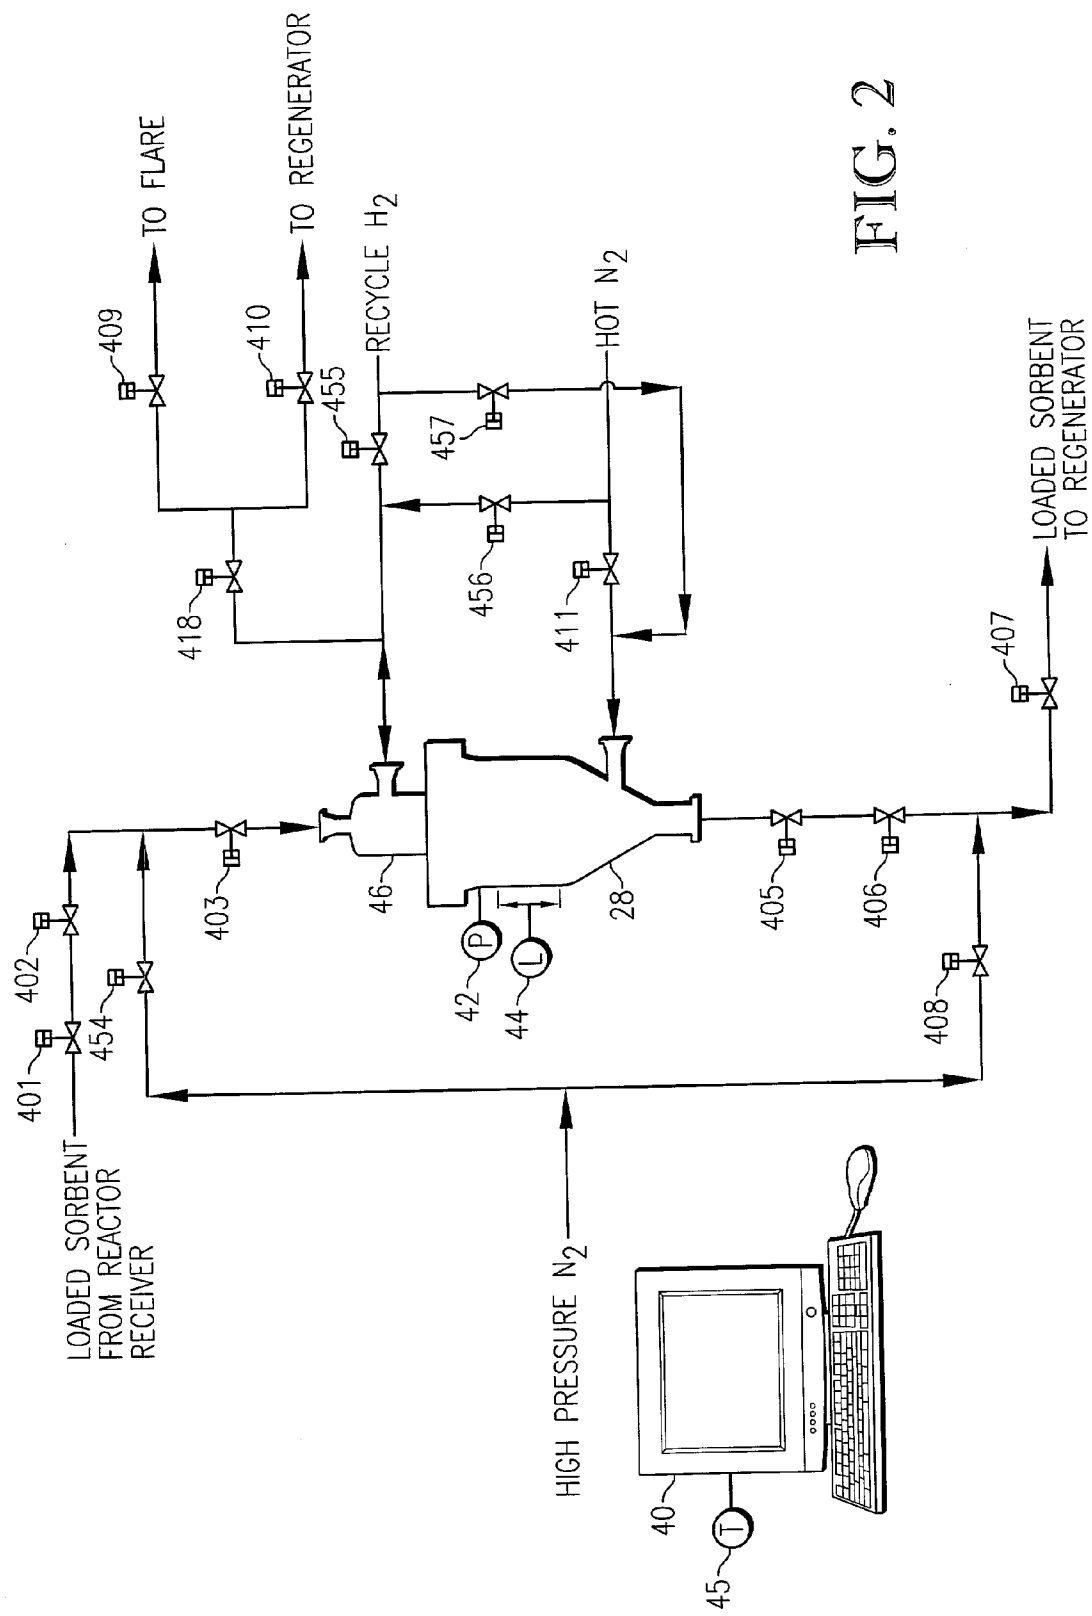 LOADED SORBENT
FROM REACTOR
RECEIVER
401
402
454
403
418
409
TO FLARE
410
TO REGENERATOR
455
RECYCLE H2
457
456
411
HOT N2
46
42
P
44
L
28
405
406
408
407
LOADED SORBENT
TO REGENERATOR
HIGH PRESSURE N2
40
45
T
FIG. 2